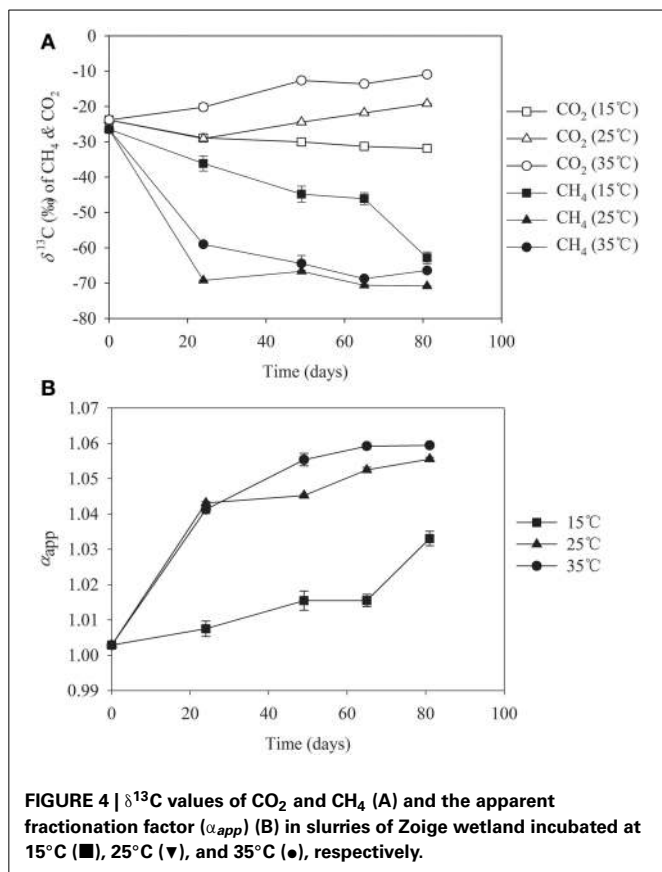 A
0
-10
-20
-30
-40
-50
-60
-70
-80
δ13C (‰) of CH4 & CO2
0 20 40 60 80 100
Time (days)
CO2 (15℃)
CO2 (25℃)
CO2 (35℃)
CH4 (15℃)
CH4 (25℃)
CH4 (35℃)
B
1.07
1.06
1.05
1.04
1.03
1.02
1.01
1.00
0.99
αapp
0 20 40 60 80 100
Time (days)
15℃
25℃
35℃
FIGURE 4 | δ13C values of CO2 and CH4 (A) and the apparent
fractionation factor (αapp) (B) in slurries of Zoige wetland incubated at
15°C (■), 25°C (▼), and 35°C (●), respectively.